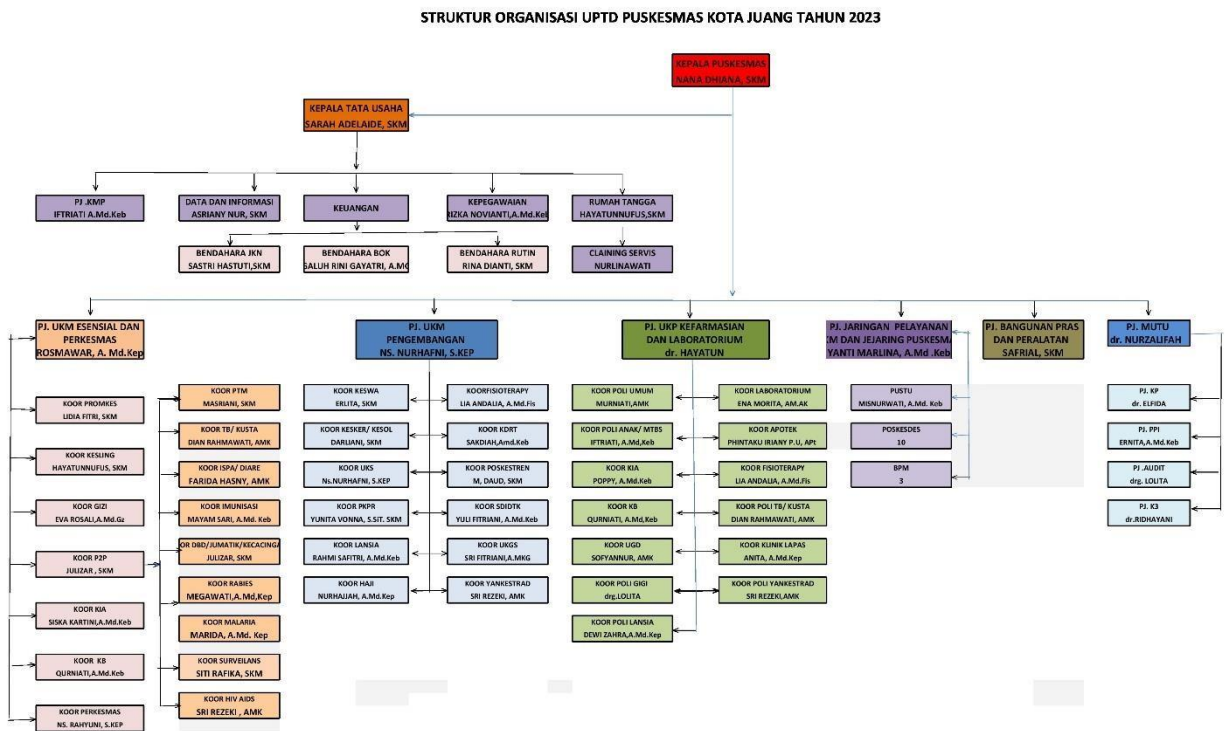 STRUKTUR ORGANISASI UPTD PUSKESMAS KOTA JUANG TAHUN 2023
KEPALA PUSKESMAS
NANA DHIANA, SKM
KEPALA TATA USAHA
SARAH ADELAIDE, SKM
PJ .KMP
IFTRIATI A.Md.Keb
DATA DAN INFORMASI
ASRIANY NUR, SKM
KEUANGAN
KEPEGAWAIAN
RIZKA NOVIANTI,A.Md.Keb
RUMAH TANGGA
HAYATUNNUFUS,SKM
BENDAHARA JKN
SASTRI HASTUTI,SKM
BENDAHARA BOK
GALUH RINI GAYATRI, A.MG
BENDAHARA RUTIN
RINA DIANTI, SKM
CLAINING SERVIS
NURLINAWATI
PJ. UKM ESENSIAL DAN
PERKESMAS
ROSMAWAR, A. Md.Kep
PJ. UKM
PENGEMBANGAN
NS. NURHAFNI, S.KEP
PJ. UKP KEFARMASIAN
DAN LABORATORIUM
dr. HAYATUN
PJ. JARINGAN PELAYANAN
KM DAN JEJARING PUSKESMA
YANTI MARLINA, A.Md .Keb
PJ. BANGUNAN PRAS
DAN PERALATAN
SAFRIAL, SKM
PJ. MUTU
dr. NURZALIFAH
KOOR PROMKES
LIDIA FITRI, SKM
KOOR KESLING
HAYATUNNUFUS, SKM
KOOR GIZI
EVA ROSALI,A.Md.Gz
KOOR P2P
JULIZAR , SKM
KOOR KIA
SISKA KARTINI,A.Md.Keb
KOOR KB
QURNIATI,A.Md.Keb
KOOR PERKESMAS
NS. RAHYUNI, S.KEP
KOOR PTM
MASRIANI, SKM
KOOR TB/ KUSTA
DIAN RAHMAWATI, AMK
KOOR ISPA/ DIARE
FARIDA HASNY, AMK
KOOR IMUNISASI
MAYAM SARI, A.Md. Keb
OR DBD/JUMATIK/KECACINGA
JULIZAR, SKM
KOOR RABIES
MEGAWATI,A.Md,Kep
KOOR MALARIA
MARIDA, A.Md. Kep
KOOR SURVEILANS
SITI RAFIKA, SKM
KOOR HIV AIDS
SRI REZEKI , AMK
KOOR KESWA
ERLITA, SKM
KOOR KESKER/ KESOL
DARLIANI, SKM
KOOR UKS
Ns.NURHAFNI, S.KEP
KOOR PKPR
YUNITA VONNA, S.SiT. SKM
KOOR LANSIA
RAHMI SAFITRI, A.Md.Keb
KOOR HAJI
NURHAJJAH, A.Md.Kep
KOORFISIOTERAPY
LIA ANDALIA, A.Md.Fis
KOOR KDRT
SAKDIAH,Amd.Keb
KOOR POSKESTREN
M, DAUD, SKM
KOOR SDIDTK
YULI FITRIANI, A.Md.Keb
KOOR UKGS
SRI FITRIANI,A.MKG
KOOR YANKESTRAD
SRI REZEKI, AMK
KOOR POLI UMUM
MURNIATI,AMK
KOOR POLI ANAK/ MTBS
IFTRIATI, A.Md,Keb
KOOR KIA
POPPY, A.Md.Keb
KOOR KB
QURNIATI, A.Md,Keb
KOOR UGD
SOFYANNUR, AMK
KOOR POLI GIGI
drg.LOLITA
KOOR POLI LANSIA
DEWI ZAHRA,A.Md.Kep
KOOR LABORATORIUM
ENA MORITA, AM.AK
KOOR APOTEK
PHINTAKU IRIANY P.U, APt
KOOR FISIOTERAPY
LIA ANDALIA, A.Md.Fis
KOOR POLI TB/ KUSTA
DIAN RAHMAWATI, AMK
KOOR KLINIK LAPAS
ANITA, A.Md.Kep
KOOR POLI YANKESTRAD
SRI REZEKI,AMK
PUSTU
MISNURWATI, A.Md. Keb
POSKESDES
10
BPM
3
PJ. KP
dr. ELFIDA
PJ. PPI
ERNITA,A.Md.Keb
PJ .AUDIT
drg. LOLITA
PJ. K3
dr.RIDHAYANI